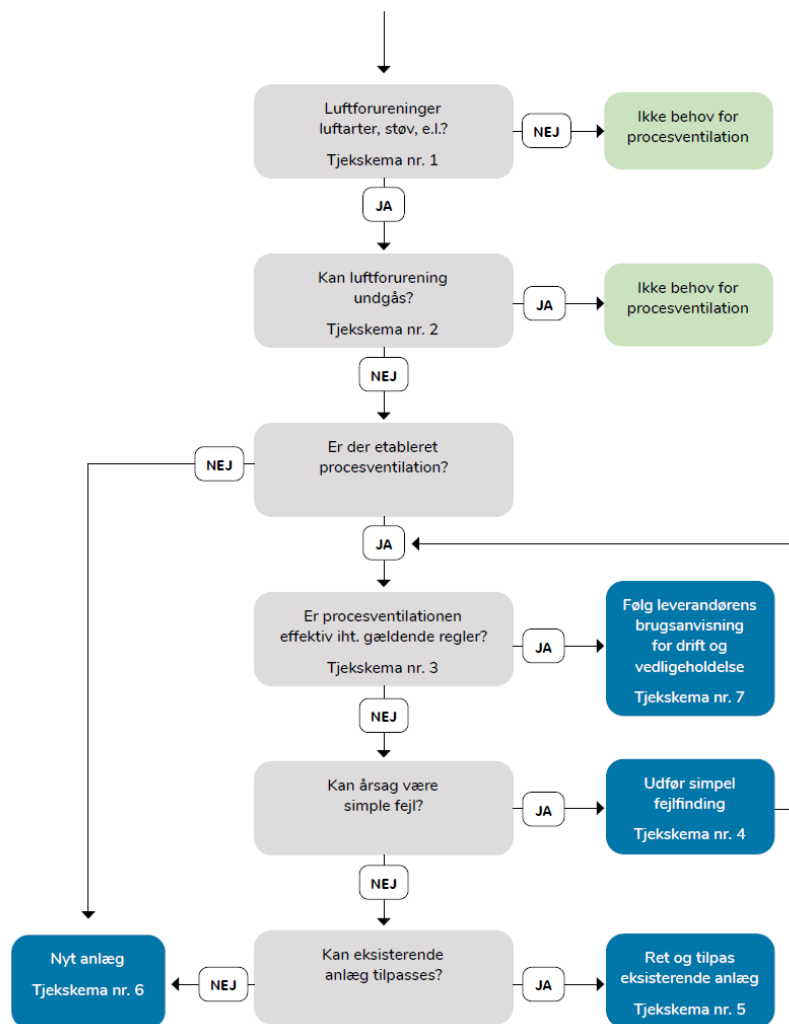 Luftforureninger
luftarter, støv, e.l.?
Tjekskema nr. 1
NEJ
Ikke behov for
procesventilation
JA
Kan luftforurening
undgås?
Tjekskema nr. 2
JA
Ikke behov for
procesventilation
NEJ
Er der etableret
procesventilation?
NEJ
JA
Er procesventilationen
effektiv iht. gældende regler?
Tjekskema nr. 3
JA
Følg leverandørens
brugsanvisning
for drift og
vedligeholdelse
Tjekskema nr. 7
NEJ
Kan årsag være
simple fejl?
JA
Udfør simpel
fejlfinding
Tjekskema nr. 4
NEJ
Kan eksisterende
anlæg tilpasses?
NEJ
Nyt anlæg
Tjekskema nr. 6
JA
Ret og tilpas
eksisterende anlæg
Tjekskema nr. 5